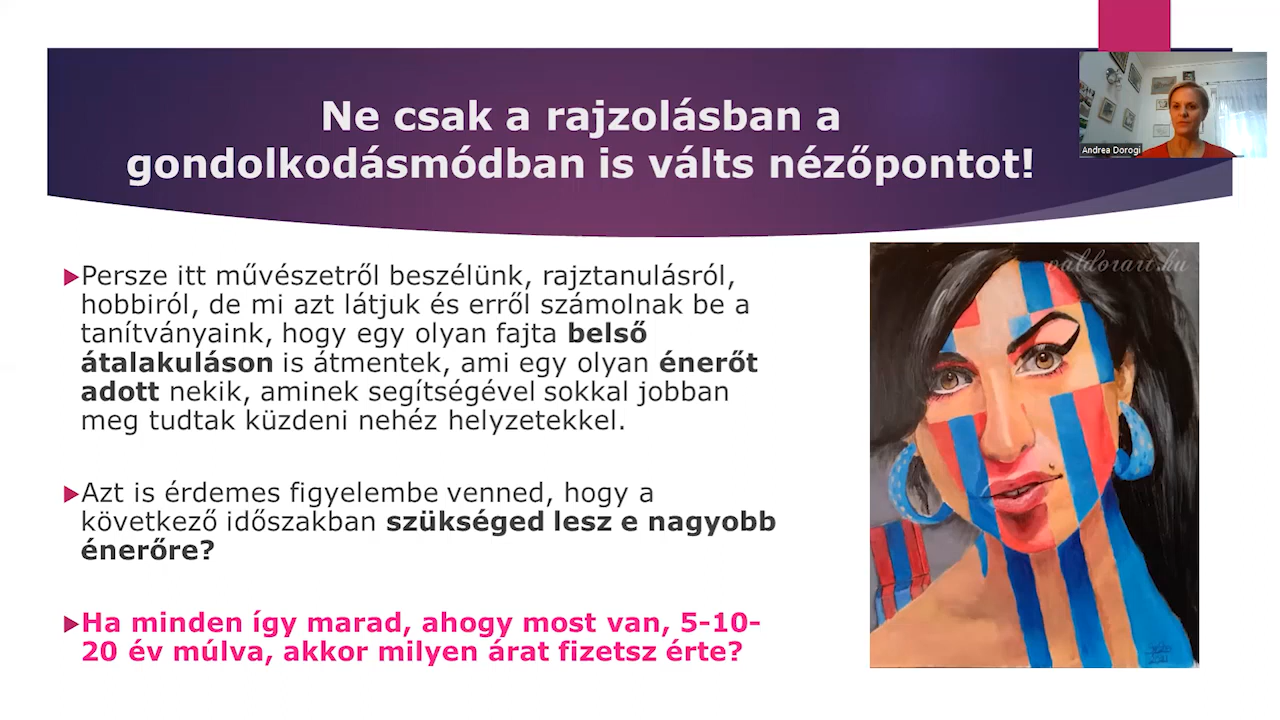 Ne csak a rajzolásban a
gondolkodásmódban is válts nézőpontot!
Andrea Dorogi
Persze itt művészetről beszélünk, rajztanulásról,
hobbiról, de mi azt látjuk és erről számolnak be a
tanítványaink, hogy egy olyan fajta belső
átalakuláson is átmentek, ami egy olyan énerőt
adott nekik, aminek segítségével sokkal jobban
meg tudtak küzdeni nehéz helyzetekkel.
Azt is érdemes figyelembe venned, hogy a
következő időszakban szükséged lesz e nagyobb
énerőre?
Ha minden így marad, ahogy most van, 5-10-
20 év múlva, akkor milyen árat fizetsz érte?
valdorart.hu